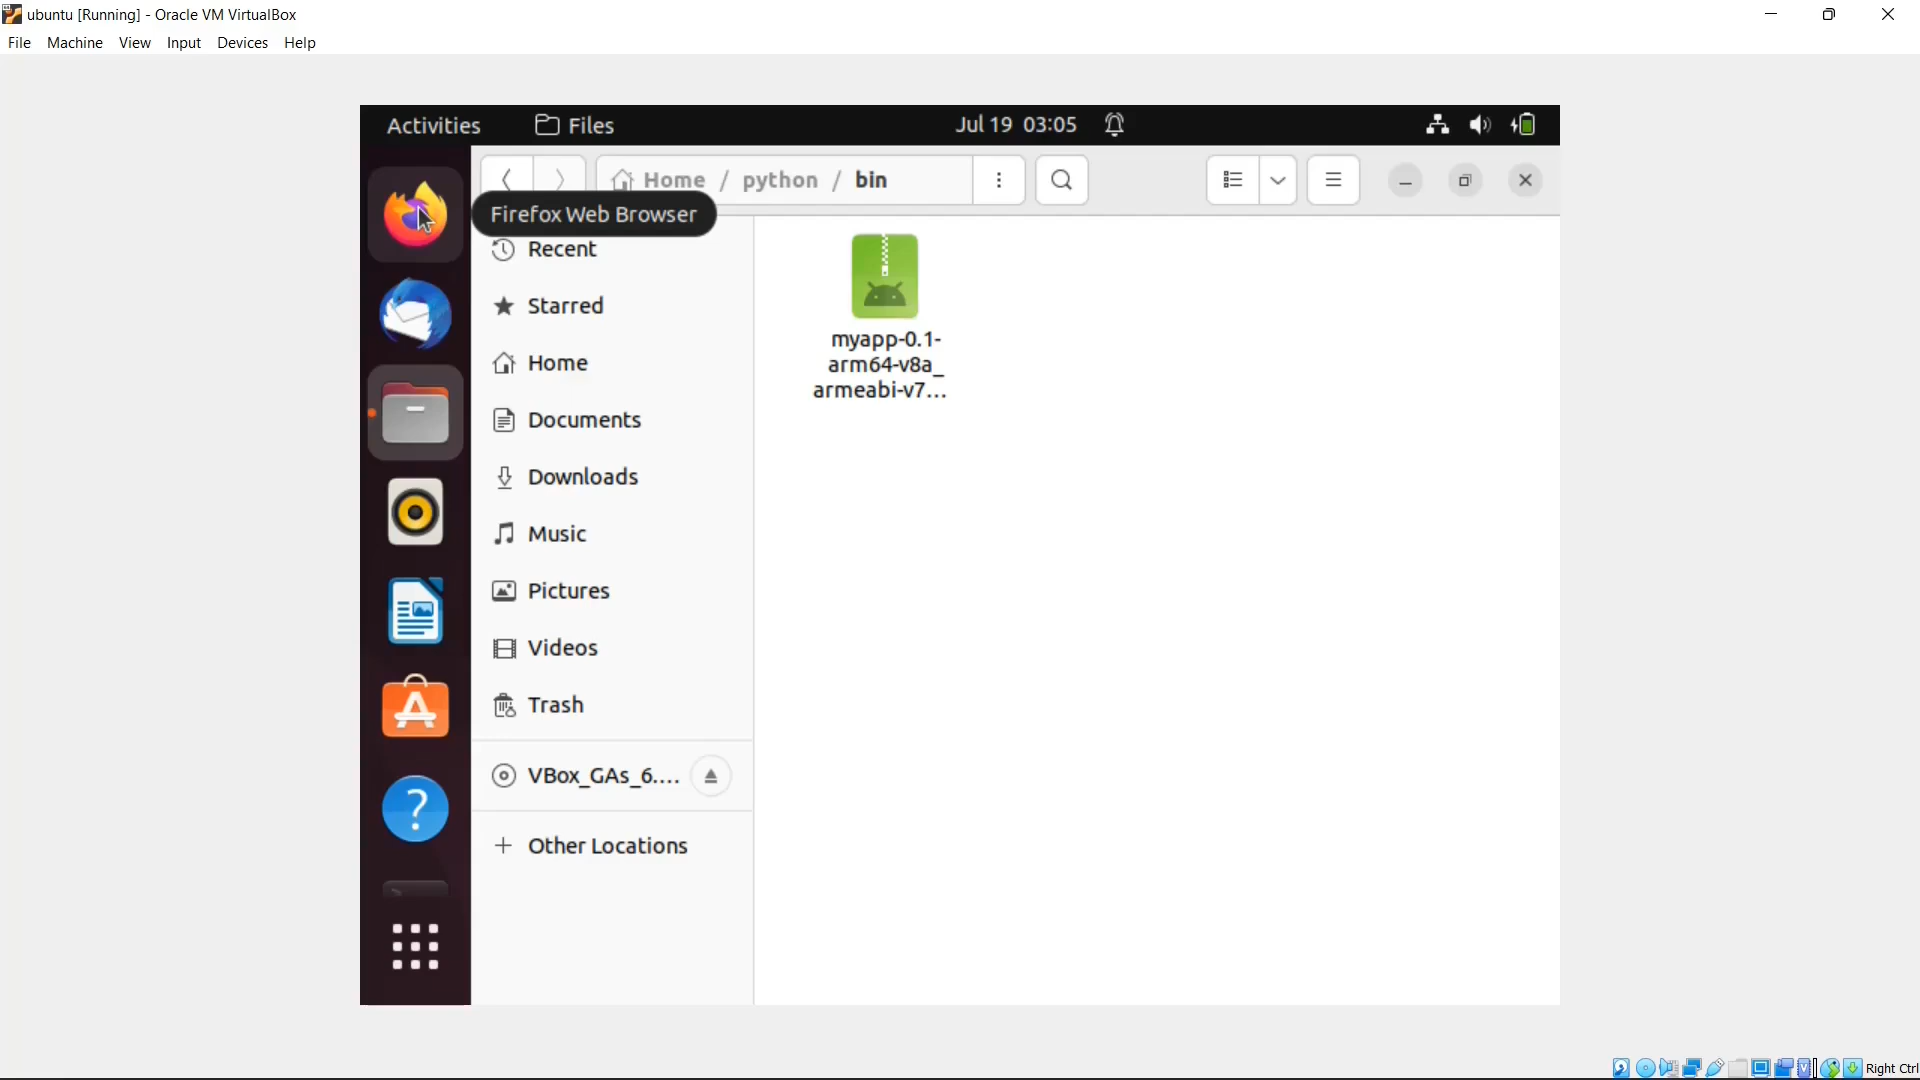 ubuntu [Running] - Oracle VM VirtualBox
File Machine View Input Devices Help
Activities Files Jul 19 03:05
Home / python / bin
Firefox Web Browser
Recent
Starred
Home
Documents
Downloads
Music
Pictures
Videos
Trash
VBox_GAs_6....
Other Locations
myapp-0.1-
arm64-v8a_
armeabi-v7...
Right Ctrl